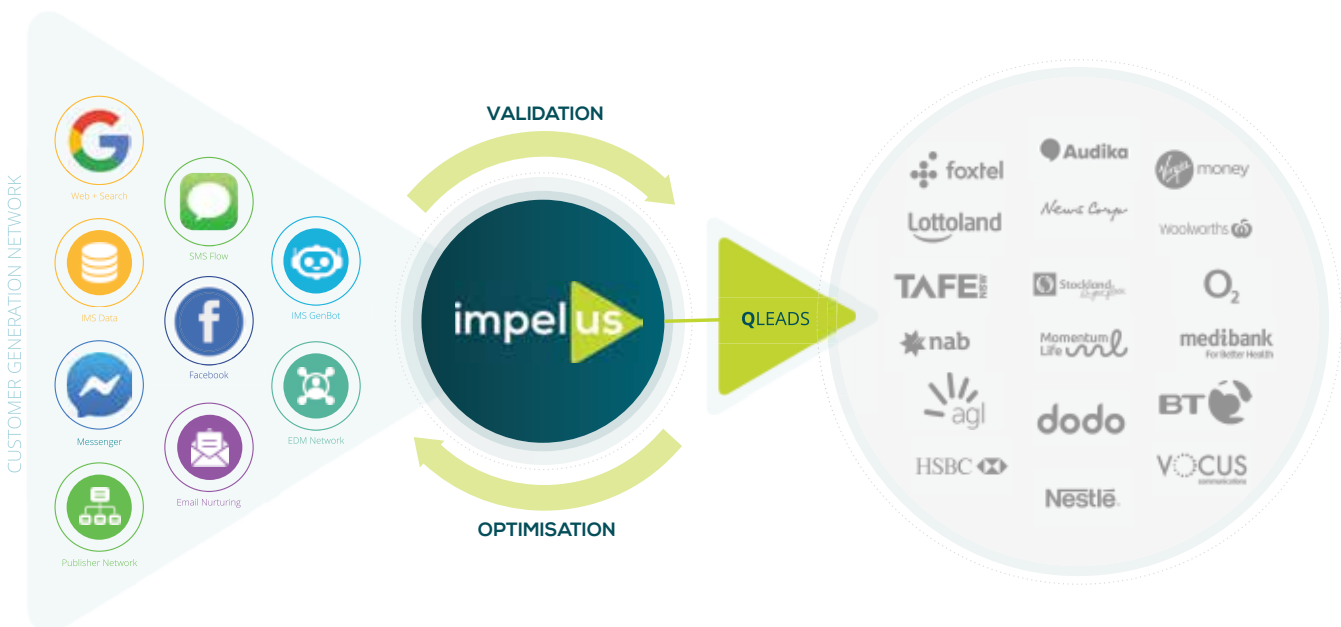 CUSTOMER GENERATION NETWORK
Web + Search
IMS Data
Messenger
Publisher Network
SMS Flow
Facebook
Email Nurturing
IMS GenBot
EDM Network
VALIDATION
impelus
OPTIMISATION
QLEADS
foxtel
Lottoland
TAFE NSW
nab
agl
HSBC
Audika
News Corp
Stockland
Momentum
Life
dodo
Nestlé
Virgin money
Woolworths
O2
medibank
For Better Health
BT
VOCUS
communications